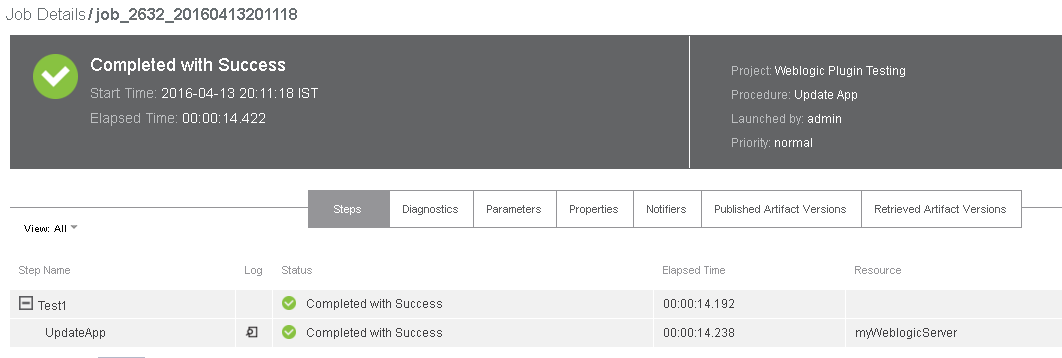 Job Details / job_2632_20160413201118
Completed with Success
Start Time: 2016-04-13 20:11:18 IST
Elapsed Time: 00:00:14.422
Project: Weblogic Plugin Testing
Procedure: Update App
Launched by: admin
Priority: normal
Steps Diagnostics Parameters Properties Notifiers Published Artifact Versions Retrieved Artifact Versions
View: All
Step Name Log Status Elapsed Time Resource
Test1 Completed with Success 00:00:14.192
UpdateApp Completed with Success 00:00:14.238 myWeblogicServer